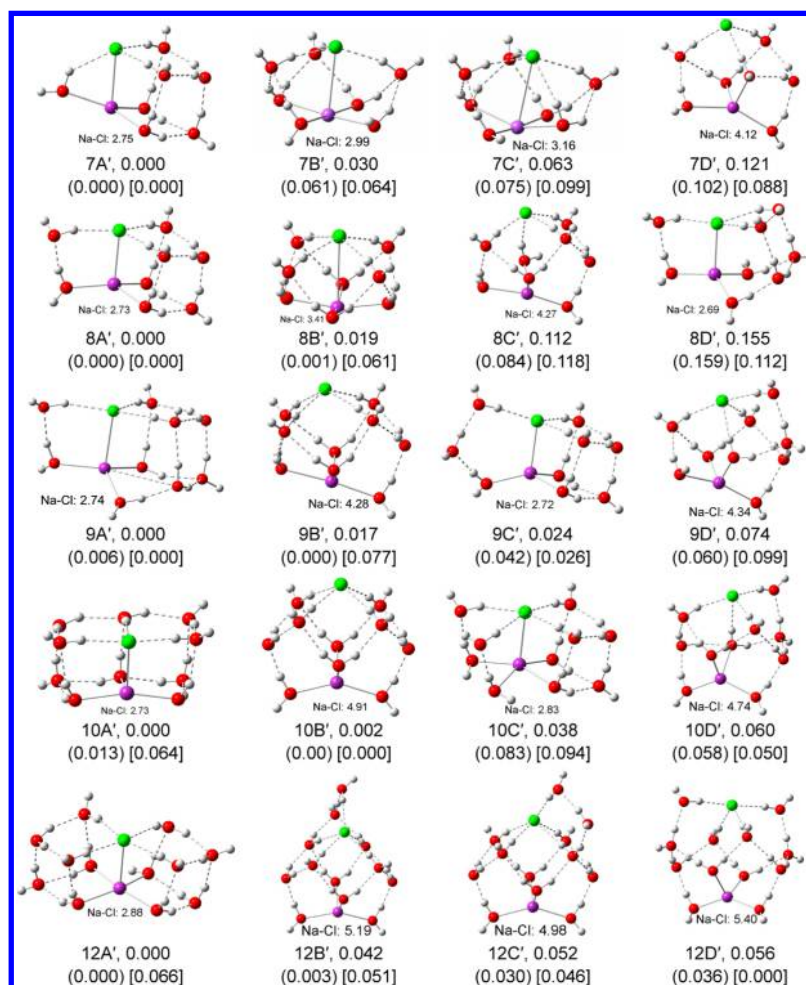 Na-Cl: 2.75
Na-Cl: 2.99
Na-Cl: 3.16
Na-Cl: 4.12
7A′, 0.000
7B′, 0.030
7C′, 0.063
7D′, 0.121
(0.000) [0.000]
(0.061) [0.064]
(0.075) [0.099]
(0.102) [0.088]
Na-Cl: 2.73
Na-Cl: 3.41
Na-Cl: 4.27
Na-Cl: 2.69
8A′, 0.000
8B′, 0.019
8C′, 0.112
8D′, 0.155
(0.000) [0.000]
(0.001) [0.061]
(0.084) [0.118]
(0.159) [0.112]
Na-Cl: 2.74
Na-Cl: 4.28
Na-Cl: 2.72
Na-Cl: 4.34
9A′, 0.000
9B′, 0.017
9C′, 0.024
9D′, 0.074
(0.006) [0.000]
(0.000) [0.077]
(0.042) [0.026]
(0.060) [0.099]
Na-Cl: 2.73
Na-Cl: 4.91
Na-Cl: 2.83
Na-Cl: 4.74
10A′, 0.000
10B′, 0.002
10C′, 0.038
10D′, 0.060
(0.013) [0.064]
(0.00) [0.000]
(0.083) [0.094]
(0.058) [0.050]
Na-Cl: 2.88
Na-Cl: 5.19
Na-Cl: 4.98
Na-Cl: 5.40
12A′, 0.000
12B′, 0.042
12C′, 0.052
12D′, 0.056
(0.000) [0.066]
(0.003) [0.051]
(0.030) [0.046]
(0.036) [0.000]